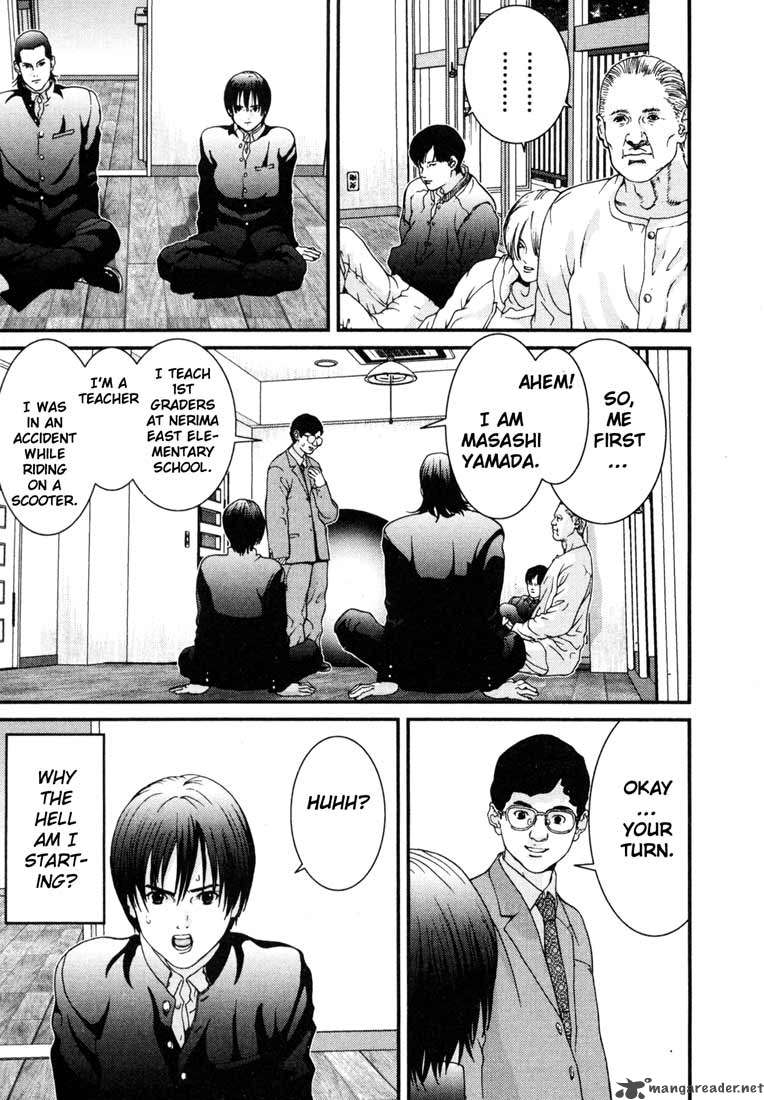 ......
......
SO,
ME
FIRST
...
AHEM!
I AM
MASASHI
YAMADA.
I TEACH
1ST
GRADERS
AT NERIMA
EAST ELE-
MENTARY
SCHOOL.
I'M A
TEACHER
I WAS
IN AN
ACCIDENT
WHILE
RIDING
ON A
SCOOTER.
OKAY
...
YOUR
TURN.
HUHH?
WHY
THE
HELL
AM I
START-
ING?
mangareader.net